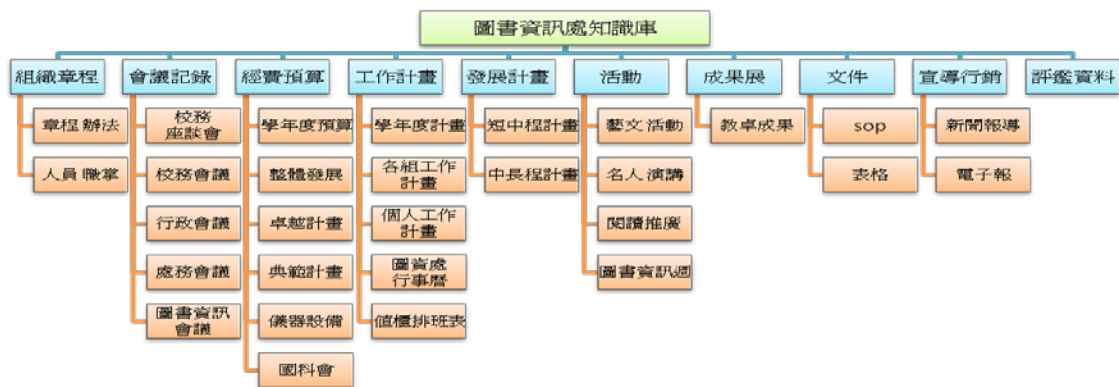 圖書資訊處知識庫
組織章程
章程辦法
人員職掌
會議記錄
校務
座談會
校務會議
行政會議
處務會議
圖書資訊
會議
經費預算
學年度預算
整體發展
卓越計畫
典範計畫
儀器設備
國科會
工作計畫
學年度計畫
各組工作
計畫
個人工作
計畫
圖資處
行事曆
值櫃排班表
發展計畫
短中程計畫
中長程計畫
活動
藝文活動
名人演講
閱讀推廣
圖書資訊週
成果展
教卓成果
文件
sop
表格
宣導行銷
新聞報導
電子報
評鑑資料